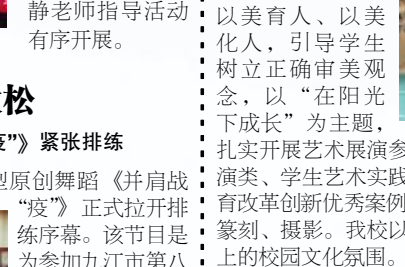 静老师指导活动
有序开展。
松
”》紧张排练
型原创舞蹈《并肩战
“疫”》正式拉开排
练序幕。该节目是
为参加九江市第八
以美育人、以美
化人，引导学生
树立正确审美观
念，以“在阳光
下成长”为主题，
扎实开展艺术展演参
演类、学生艺术实践
育改革创新优秀案例
篆刻、摄影。我校以
上的校园文化氛围。